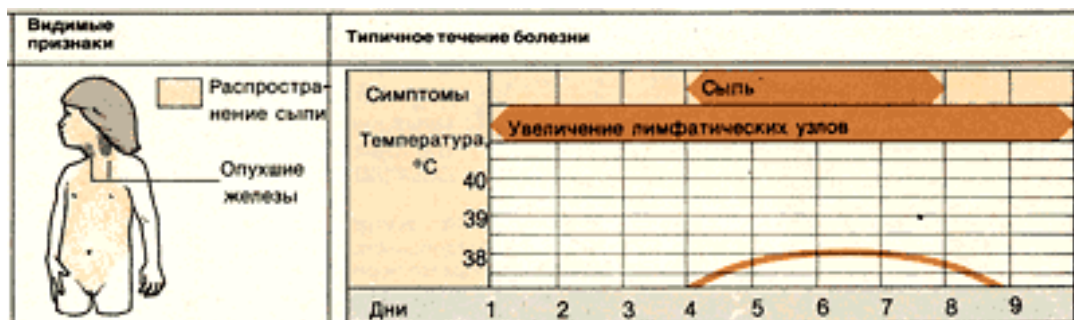 Видимые
признаки
Типичное течение болезни
Распростра-
нение сыпи
Опухшие
железы
Симптомы
Сыпь
Увеличение лимфатических узлов
Температура,
°C
40
39
38
Дни 1 2 3 4 5 6 7 8 9